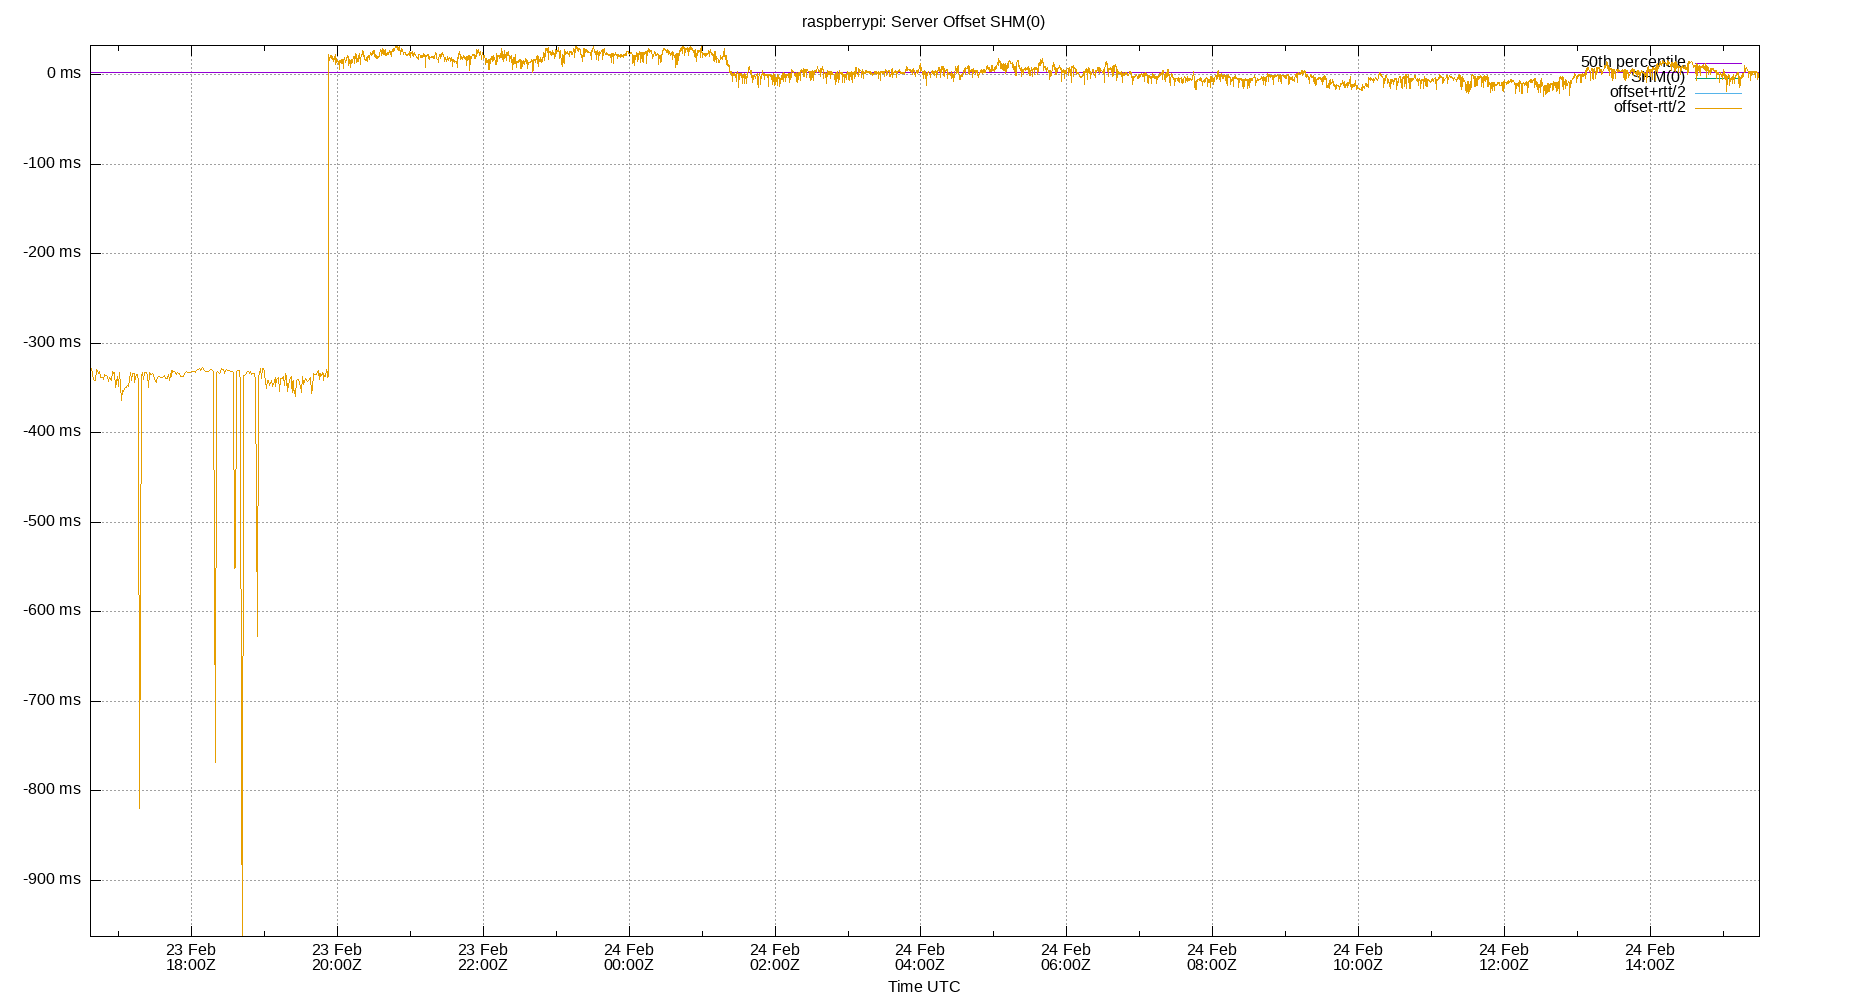 raspberrypi: Server Offset SHM(0)
0 ms
-100 ms
-200 ms
-300 ms
-400 ms
-500 ms
-600 ms
-700 ms
-800 ms
-900 ms
50th percentile
SHM(0)
offset+rtt/2
offset-rtt/2
23 Feb 23 Feb 23 Feb 24 Feb 24 Feb 24 Feb 24 Feb 24 Feb 24 Feb 24 Feb 24 Feb
18:00Z 20:00Z 22:00Z 00:00Z 02:00Z 04:00Z 06:00Z 08:00Z 10:00Z 12:00Z 14:00Z
Time UTC